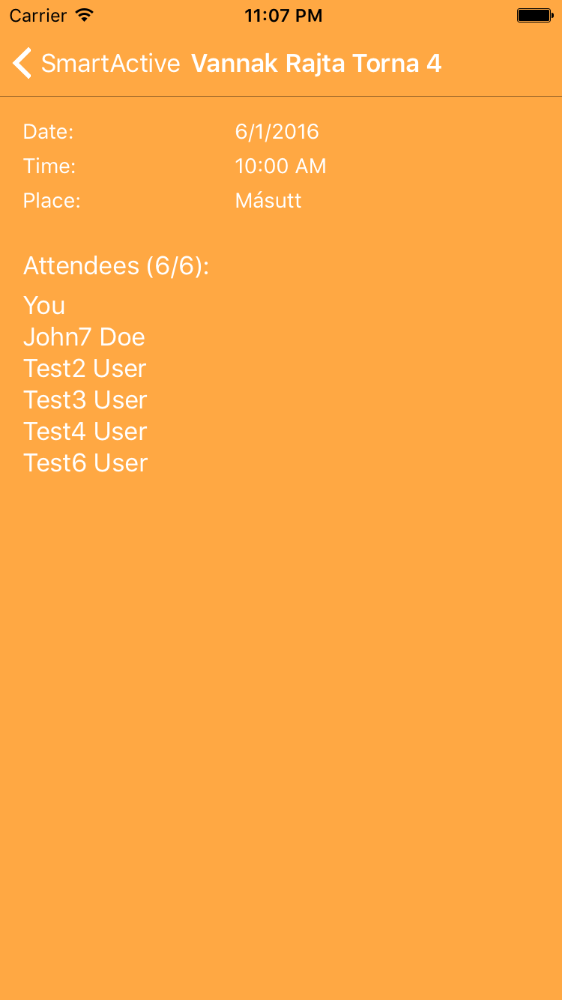 Carrier 11:07 PM
SmartActive Vannak Rajta Torna 4
Date: 6/1/2016
Time: 10:00 AM
Place: Másutt
Attendees (6/6):
You
John7 Doe
Test2 User
Test3 User
Test4 User
Test6 User